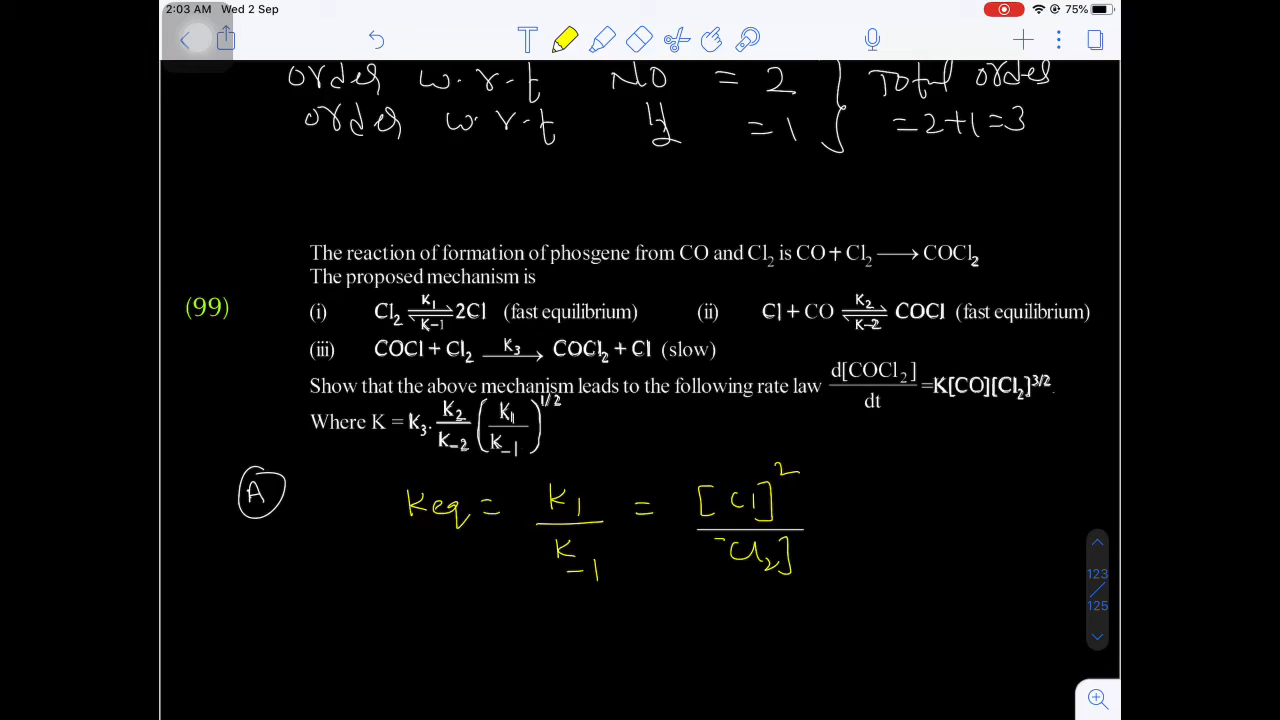 2:03 AM Wed 2 Sep 75%
order w.r.t NO = 2 } Total order
order w.r.t H2 = 1 } = 2+1=3
The reaction of formation of phosgene from CO and Cl₂ is CO + Cl₂ ⟶ COCl₂
The proposed mechanism is
(99)
(i) Cl₂ ⇌ 2Cl (fast equilibrium) K₁ K-1 (ii) Cl + CO ⇌ COCl (fast equilibrium) K₂ K-2
(iii) COCl + Cl₂ —K₃→ COCl₂ + Cl (slow)
Show that the above mechanism leads to the following rate law d[COCl₂]/dt =K[CO][Cl₂]^3/2.
Where K = K₃. K₂/K₋₂ (K₁/K₋₁)^1/2
A Keq = K₁/K₋₁ = [Cl]²/[Cl₂]
123
125